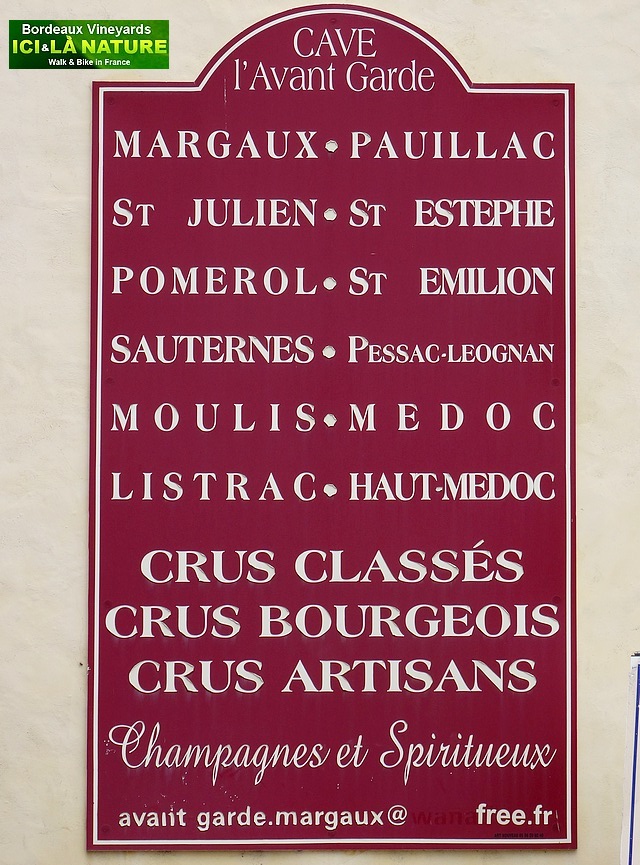 Bordeaux Vineyards
ICI&LÀ NATURE
Walk & Bike in France
CAVE
l'Avant Garde
MARGAUX • PAUILLAC
ST JULIEN • ST ESTEPHE
POMEROL • ST EMILION
SAUTERNES • PESSAC-LEOGNAN
MOULIS • MEDOC
LISTRAC • HAUT-MEDOC
CRUS CLASSÉS
CRUS BOURGEOIS
CRUS ARTISANS
Champagnes et Spiritueux
avant garde.margaux@ wana free.fr